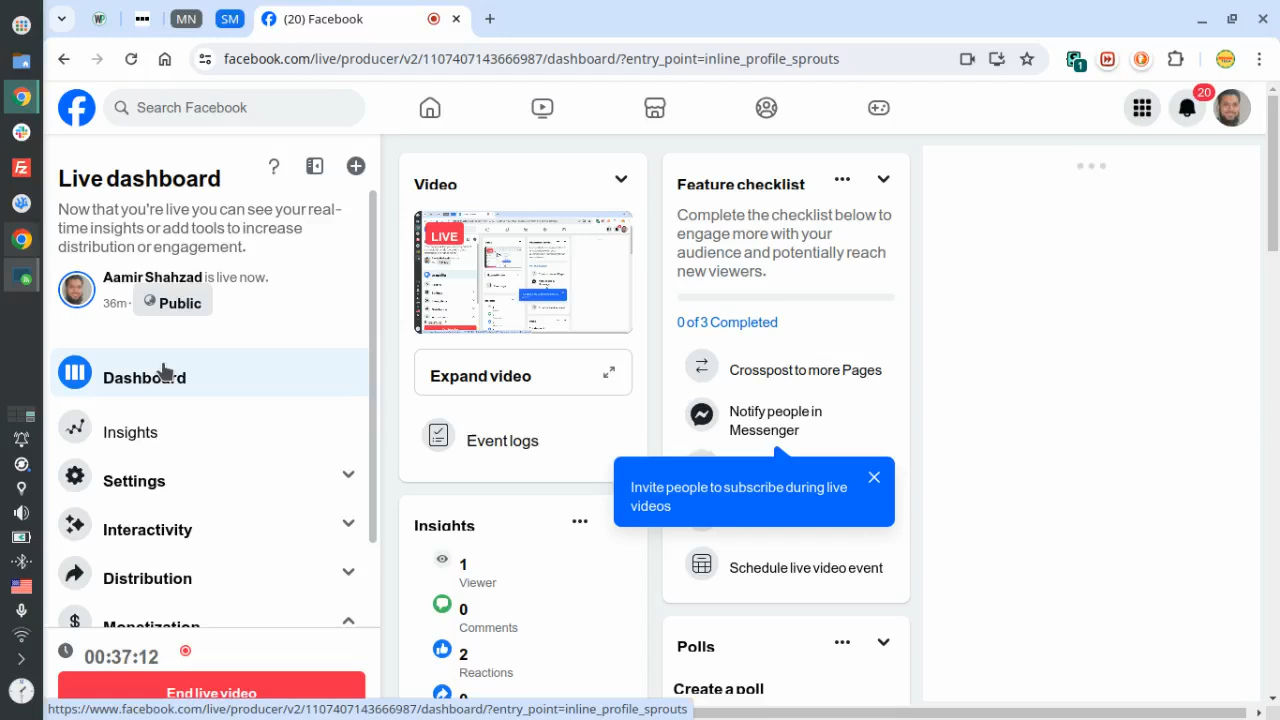 MN
SM
(20) Facebook
facebook.com/live/producer/v2/1107407143666987/dashboard/?entry_point=inline_profile_sprouts
1
Search Facebook
20
Live dashboard
Now that you're live you can see your real-
time insights or add tools to increase
distribution or engagement.
Aamir Shahzad is live now.
36m · Public
Dashboard
Insights
Settings
Interactivity
Distribution
Monetization
00:37:12
End live video
Video
LIVE
Expand video
Event logs
Insights
1
Viewer
0
Comments
2
Reactions
0
Feature checklist
Complete the checklist below to
engage more with your
audience and potentially reach
new viewers.
0 of 3 Completed
Crosspost to more Pages
Notify people in
Messenger
Invite people to subscribe during live
videos
Schedule live video event
Polls
Create a poll
https://www.facebook.com/live/producer/v2/1107407143666987/dashboard/?entry_point=inline_profile_sprouts